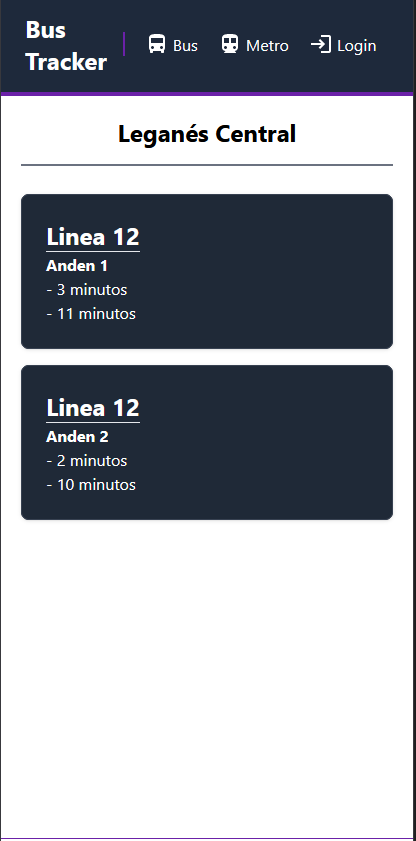 Bus
Tracker
Bus
Metro
Login
Leganés Central
Linea 12
Anden 1
- 3 minutos
- 11 minutos
Linea 12
Anden 2
- 2 minutos
- 10 minutos